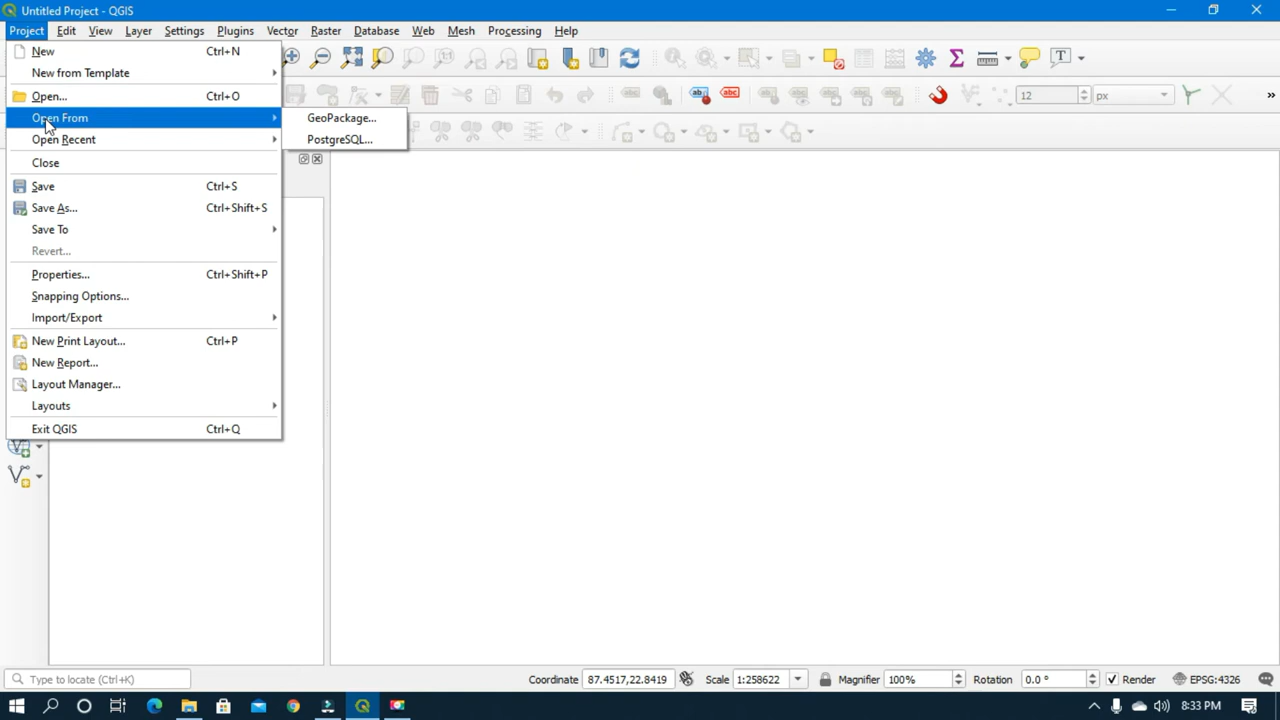 Untitled Project - QGIS
Project Edit View Layer Settings Plugins Vector Raster Database Web Mesh Processing Help
New Ctrl+N
New from Template
Open... Ctrl+O
Open From
GeoPackage...
PostgreSQL...
Open Recent
Close
Save Ctrl+S
Save As... Ctrl+Shift+S
Save To
Revert...
Properties... Ctrl+Shift+P
Snapping Options...
Import/Export
New Print Layout... Ctrl+P
New Report...
Layout Manager...
Layouts
Exit QGIS Ctrl+Q
abc ab abc 12 px »
Type to locate (Ctrl+K) Coordinate 87.4517,22.8419 Scale 1:258622 Magnifier 100% Rotation 0.0 ° Render EPSG:4326
8:33 PM